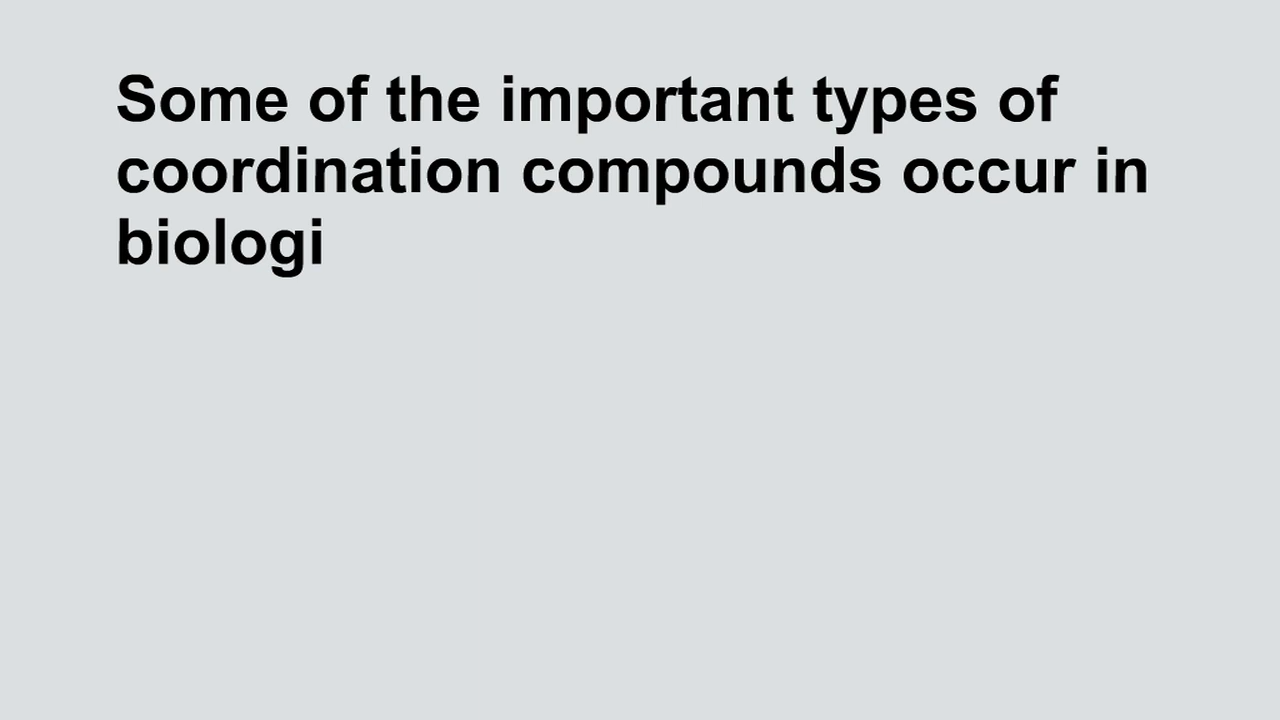 Some of the important types of
coordination compounds occur in
biologi